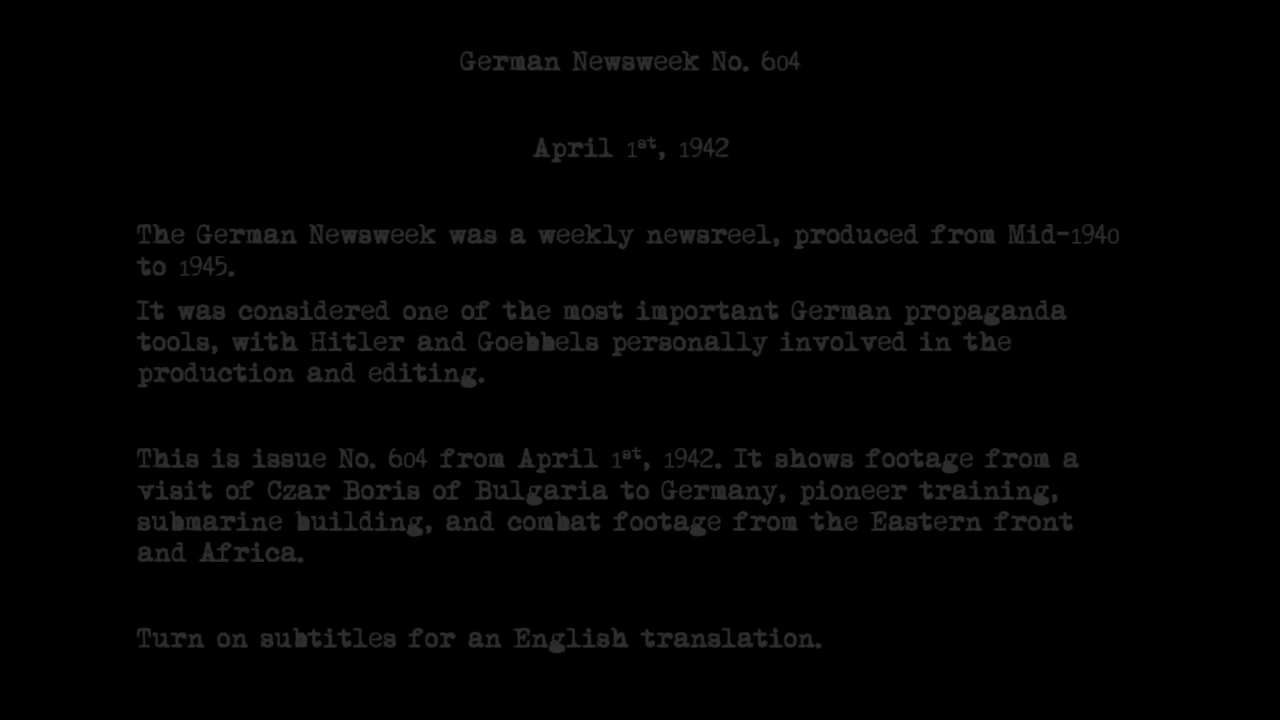 German Newsweek No. 604
April 1st, 1942
The German Newsweek was a weekly newsreel, produced from Mid-1940
to 1945.
It was considered one of the most important German propaganda
tools, with Hitler and Goebbels personally involved in the
production and editing.
This is issue No. 604 from April 1st, 1942. It shows footage from a
visit of Czar Boris of Bulgaria to Germany, pioneer training,
submarine building, and combat footage from the Eastern front
and Africa.
Turn on subtitles for an English translation.